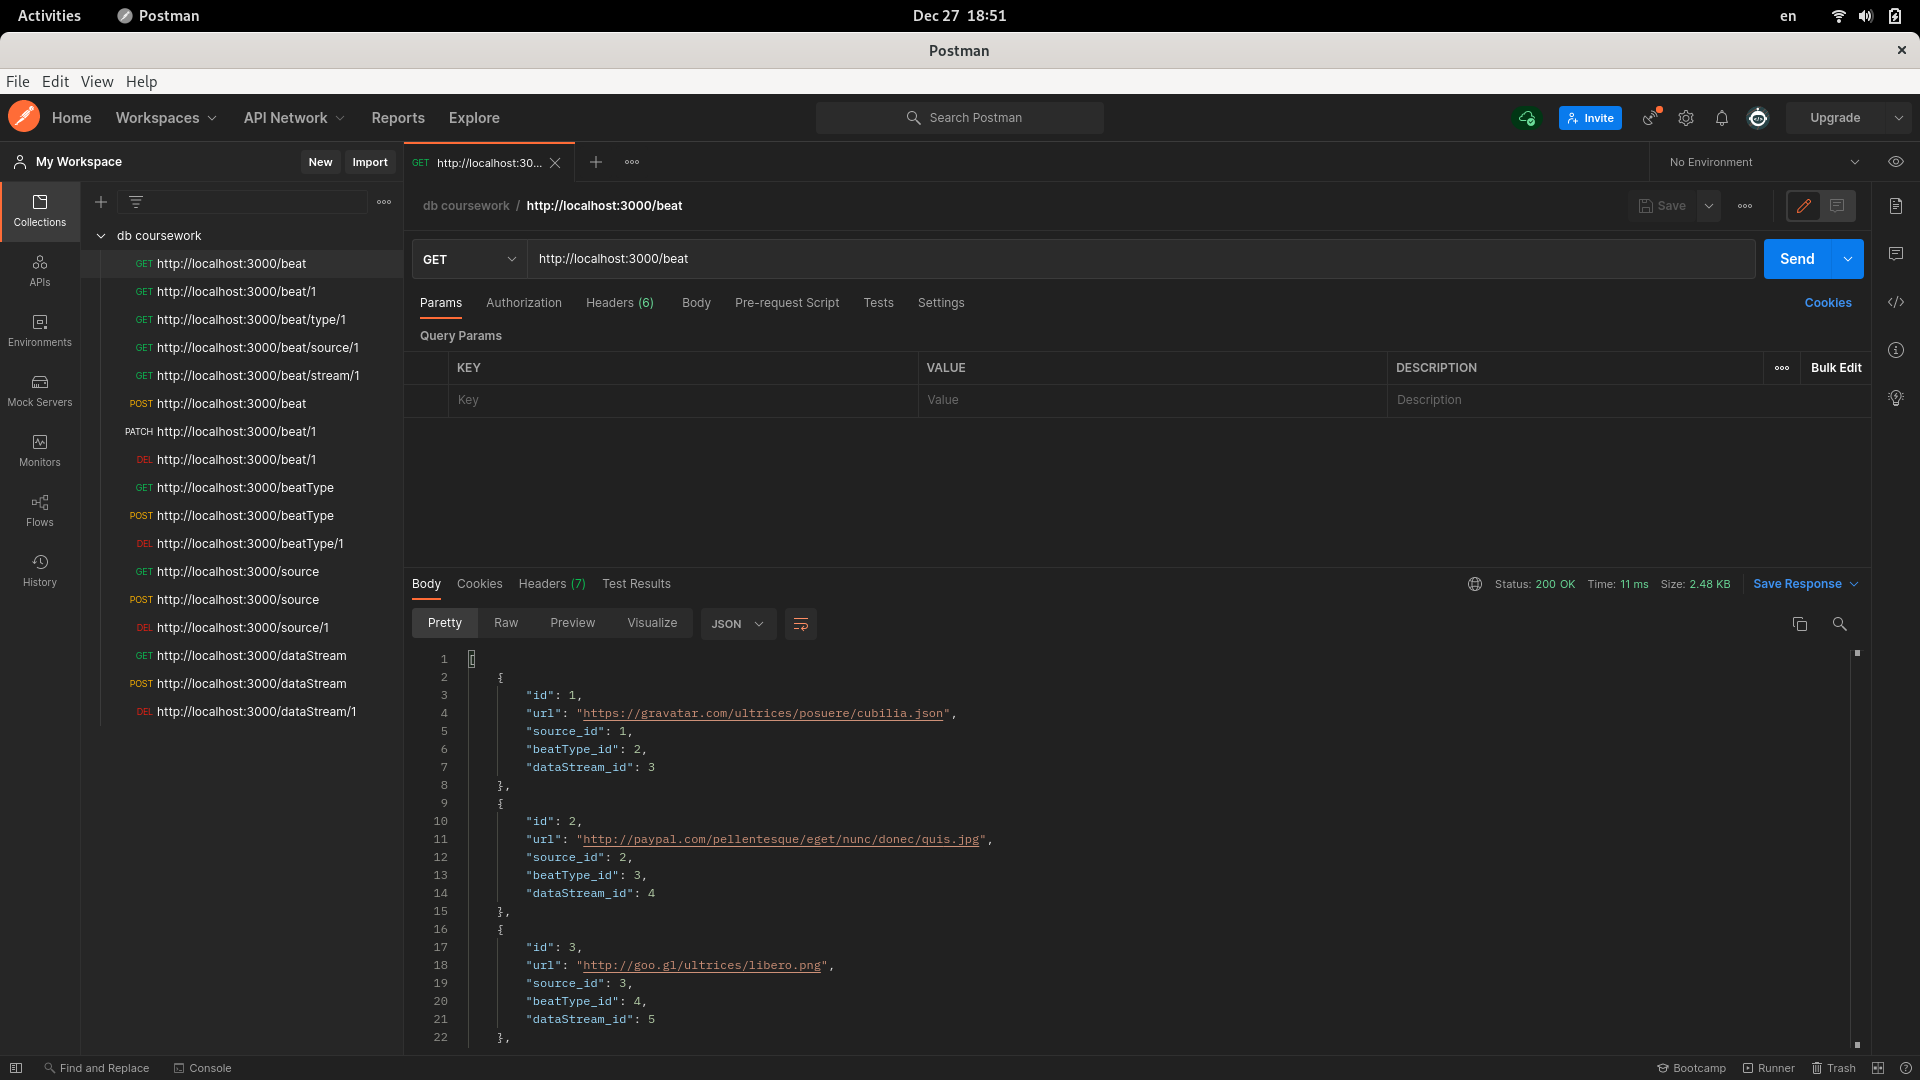 Activities Postman Dec 27 18:51 en
Postman
File Edit View Help
Home Workspaces API Network Reports Explore Search Postman Invite Upgrade
My Workspace New Import GET http://localhost:30... No Environment
db coursework / http://localhost:3000/beat Save
Collections
APIs
Environments
Mock Servers
Monitors
Flows
History
db coursework
GET http://localhost:3000/beat
GET http://localhost:3000/beat/1
GET http://localhost:3000/beat/type/1
GET http://localhost:3000/beat/source/1
GET http://localhost:3000/beat/stream/1
POST http://localhost:3000/beat
PATCH http://localhost:3000/beat/1
DEL http://localhost:3000/beat/1
GET http://localhost:3000/beatType
POST http://localhost:3000/beatType
DEL http://localhost:3000/beatType/1
GET http://localhost:3000/source
POST http://localhost:3000/source
DEL http://localhost:3000/source/1
GET http://localhost:3000/dataStream
POST http://localhost:3000/dataStream
DEL http://localhost:3000/dataStream/1
GET http://localhost:3000/beat Send
Params Authorization Headers (6) Body Pre-request Script Tests Settings Cookies
Query Params
KEY VALUE DESCRIPTION Bulk Edit
Key Value Description
Body Cookies Headers (7) Test Results Status: 200 OK Time: 11 ms Size: 2.48 KB Save Response
Pretty Raw Preview Visualize JSON
1 [
2 {
3 "id": 1,
4 "url": "https://gravatar.com/ultrices/posuere/cubilia.json",
5 "source_id": 1,
6 "beatType_id": 2,
7 "dataStream_id": 3
8 },
9 {
10 "id": 2,
11 "url": "http://paypal.com/pellentesque/eget/nunc/donec/quis.jpg",
12 "source_id": 2,
13 "beatType_id": 3,
14 "dataStream_id": 4
15 },
16 {
17 "id": 3,
18 "url": "http://goo.gl/ultrices/libero.png",
19 "source_id": 3,
20 "beatType_id": 4,
21 "dataStream_id": 5
22 },
Find and Replace Console Bootcamp Runner Trash